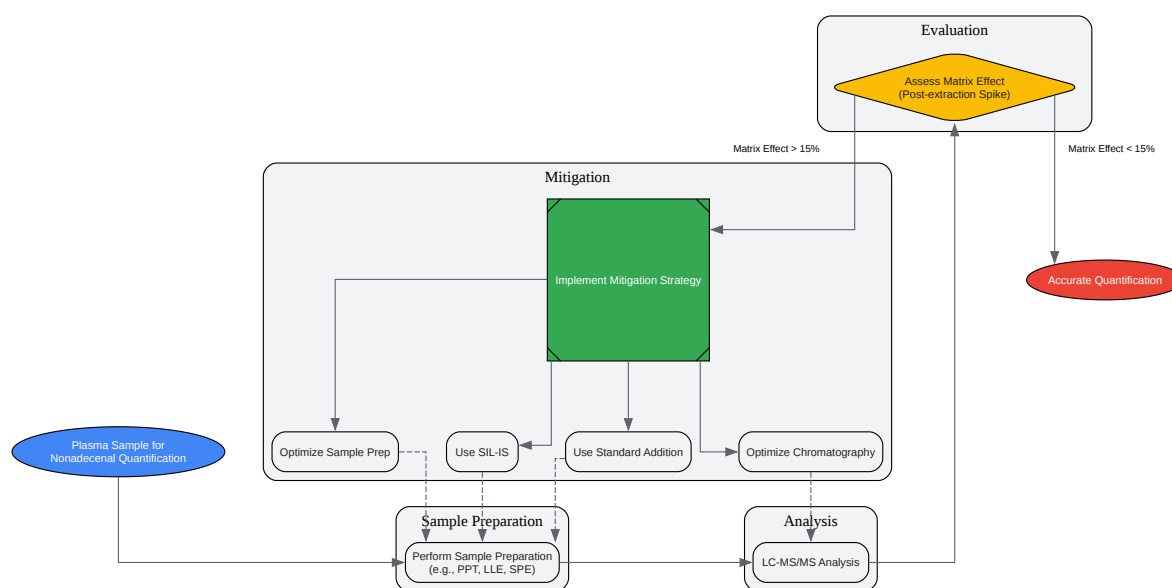 Evaluation
Assess Matrix Effect
(Post-extraction Spike)
Matrix Effect > 15%
Matrix Effect < 15%
Mitigation
Implement Mitigation Strategy
Accurate Quantification
Plasma Sample for
Nonadecenal Quantification
Optimize Sample Prep
Use SIL-IS
Use Standard Addition
Optimize Chromatography
Sample Preparation
Perform Sample Preparation
(e.g., PPT, LLE, SPE)
Analysis
LC-MS/MS Analysis